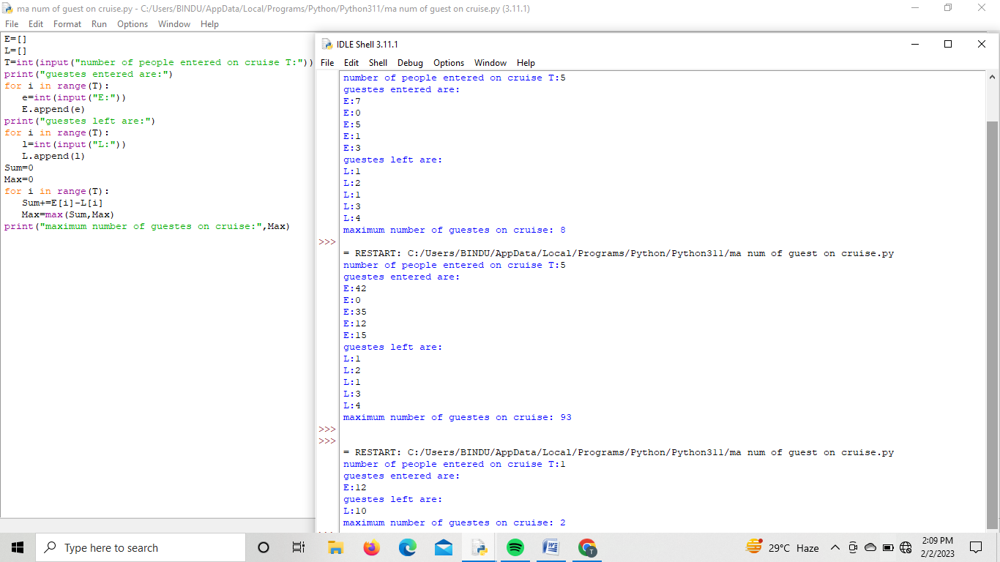 ma num of guest on cruise.py - C:/Users/BINDU/AppData/Local/Programs/Python/Python311/ma num of guest on cruise.py (3.11.1)
File Edit Format Run Options Window Help
E=[]
L=[]
T=int(input("number of people entered on cruise T:"))
print("guestes entered are:")
for i in range(T):
   e=int(input("E:"))
   E.append(e)
print("guestes left are:")
for i in range(T):
   l=int(input("L:"))
   L.append(l)
Sum=0
Max=0
for i in range(T):
   Sum+=E[i]-L[i]
   Max=max(Sum,Max)
print("maximum number of guestes on cruise:",Max)
IDLE Shell 3.11.1
File Edit Shell Debug Options Window Help
number of people entered on cruise T:5
guestes entered are:
E:7
E:0
E:5
E:1
E:3
guestes left are:
L:1
L:2
L:1
L:3
L:4
maximum number of guestes on cruise: 8
>>>
= RESTART: C:/Users/BINDU/AppData/Local/Programs/Python/Python311/ma num of guest on cruise.py
number of people entered on cruise T:5
guestes entered are:
E:42
E:0
E:35
E:12
E:15
guestes left are:
L:1
L:2
L:1
L:3
L:4
maximum number of guestes on cruise: 93
>>>
>>>
= RESTART: C:/Users/BINDU/AppData/Local/Programs/Python/Python311/ma num of guest on cruise.py
number of people entered on cruise T:1
guestes entered are:
E:12
guestes left are:
L:10
maximum number of guestes on cruise: 2
Type here to search
29°C Haze
2:09 PM
2/2/2023